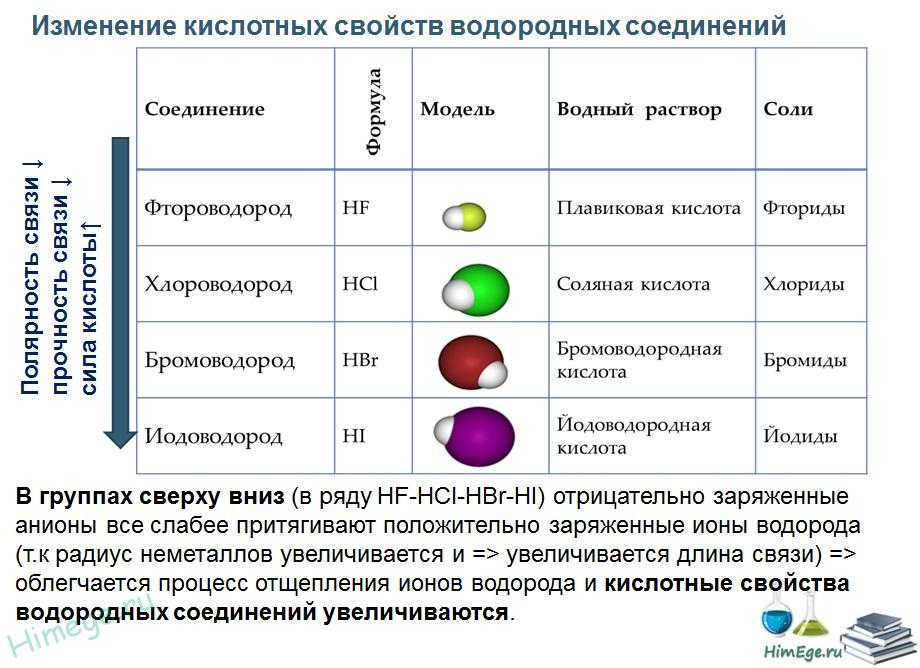 Изменение кислотных свойств водородных соединений
Соединение Формула Модель Водный раствор Соли
Полярность связи ↓
прочность связи ↓
сила кислоты↑
Фтороводород HF Плавиковая кислота Фториды
Хлороводород HCl Соляная кислота Хлориды
Бромоводород HBr Бромоводородная кислота Бромиды
Иодоводород HI Йодоводородная кислота Йодиды
В группах сверху вниз (в ряду HF-HCl-HBr-HI) отрицательно заряженные
анионы все слабее притягивают положительно заряженные ионы водорода
(т.к радиус неметаллов увеличивается и => увеличивается длина связи) =>
облегчается процесс отщепления ионов водорода и кислотные свойства
водородных соединений увеличиваются.
Himege.ru
HimEge.ru